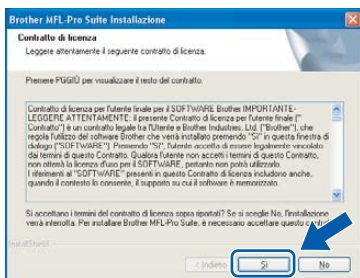 Brother MFL-Pro Suite Installazione
Contratto di licenza
Leggere attentamente il seguente contratto di licenza.
Premere PGGIÙ per visualizzare il resto del contratto.
Contratto di licenza per l'utente finale per il SOFTWARE Brother IMPORTANTE-
LEGGERE ATTENTAMENTE: il presente Contratto di licenza per l'utente finale ("
Contratto") è un contratto legale tra l'Utente e Brother Industries, Ltd. ("Brother"), che
regola l'utilizzo del software Brother che verrà installato premendo "SÌ" in questa finestra di
dialogo ("SOFTWARE"). Premendo "SÌ", l'utente accetta di essere legalmente vincolato
dai termini di questo Contratto. Qualora l'utente non accetti i termini di questo Contratto,
non otterrà la licenza d'uso per il SOFTWARE, pertanto non potrà utilizzarlo.
I riferimenti al "SOFTWARE" presenti in questo Contratto di licenza includono anche,
quando il contesto lo consente, il supporto su cui il software è memorizzato.
Si accettano i termini del contratto di licenza sopra riportati? Se si sceglie No, l'installazione
verrà interrotta. Per installare Brother MFL-Pro Suite, è necessario accettare questo
InstallShield
< Indietro Sì No